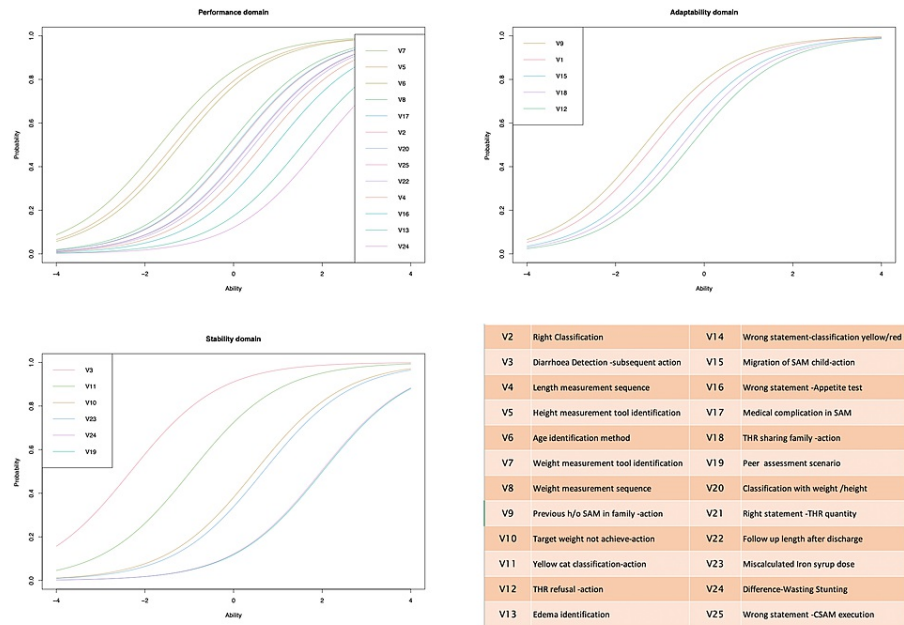 Performance domain
1.0
0.8
0.6
0.4
0.2
0.0
Probability
-4
-2
0
2
4
Ability
V7
V5
V6
V8
V17
V2
V20
V25
V22
V4
V16
V13
V24
Adaptability domain
1.0
0.8
0.6
0.4
0.2
0.0
Probability
-4
-2
0
2
4
Ability
V9
V1
V15
V18
V12
Stability domain
1.0
0.8
0.6
0.4
0.2
0.0
Probability
-4
-2
0
2
4
Ability
V3
V11
V10
V23
V24
V19
V2 Right Classification V14 Wrong statement-classification yellow/red
V3 Diarrhoea Detection -subsequent action V15 Migration of SAM child-action
V4 Length measurement sequence V16 Wrong statement -Appetite test
V5 Height measurement tool identification V17 Medical complication in SAM
V6 Age identification method V18 THR sharing family -action
V7 Weight measurement tool identification V19 Peer assessment scenario
V8 Weight measurement sequence V20 Classification with weight /height
V9 Previous h/o SAM in family -action V21 Right statement -THR quantity
V10 Target weight not achieve-action V22 Follow up length after discharge
V11 Yellow cat classification-action V23 Miscalculated Iron syrup dose
V12 THR refusal -action V24 Difference-Wasting Stunting
V13 Edema identification V25 Wrong statement -CSAM execution